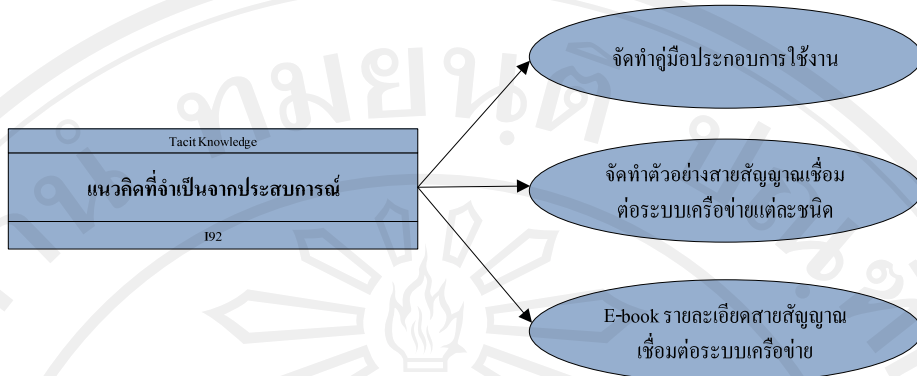 จัดทำคู่มือประกอบการใช้งาน
Tacit Knowledge
แนวคิดที่จำเป็นจากประสบการณ์
I92
จัดทำตัวอย่างสายสัญญาณเชื่อม
ต่อระบบเครือข่ายแต่ละชนิด
E-book รายละเอียดสายสัญญาณ
เชื่อมต่อระบบเครือข่าย